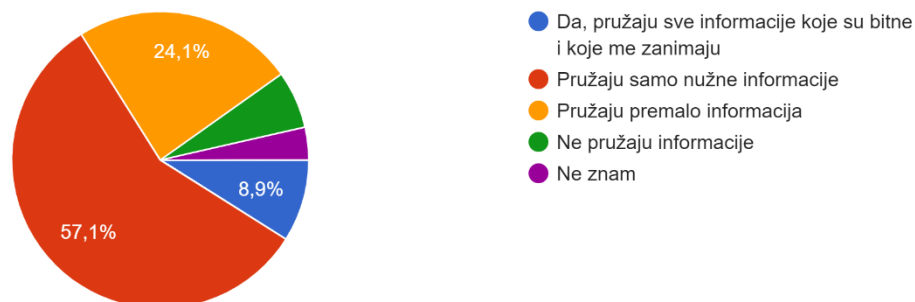 24,1%
8,9%
57,1%
Da, pružaju sve informacije koje su bitne
i koje me zanimaju
Pružaju samo nužne informacije
Pružaju premalo informacija
Ne pružaju informacije
Ne znam